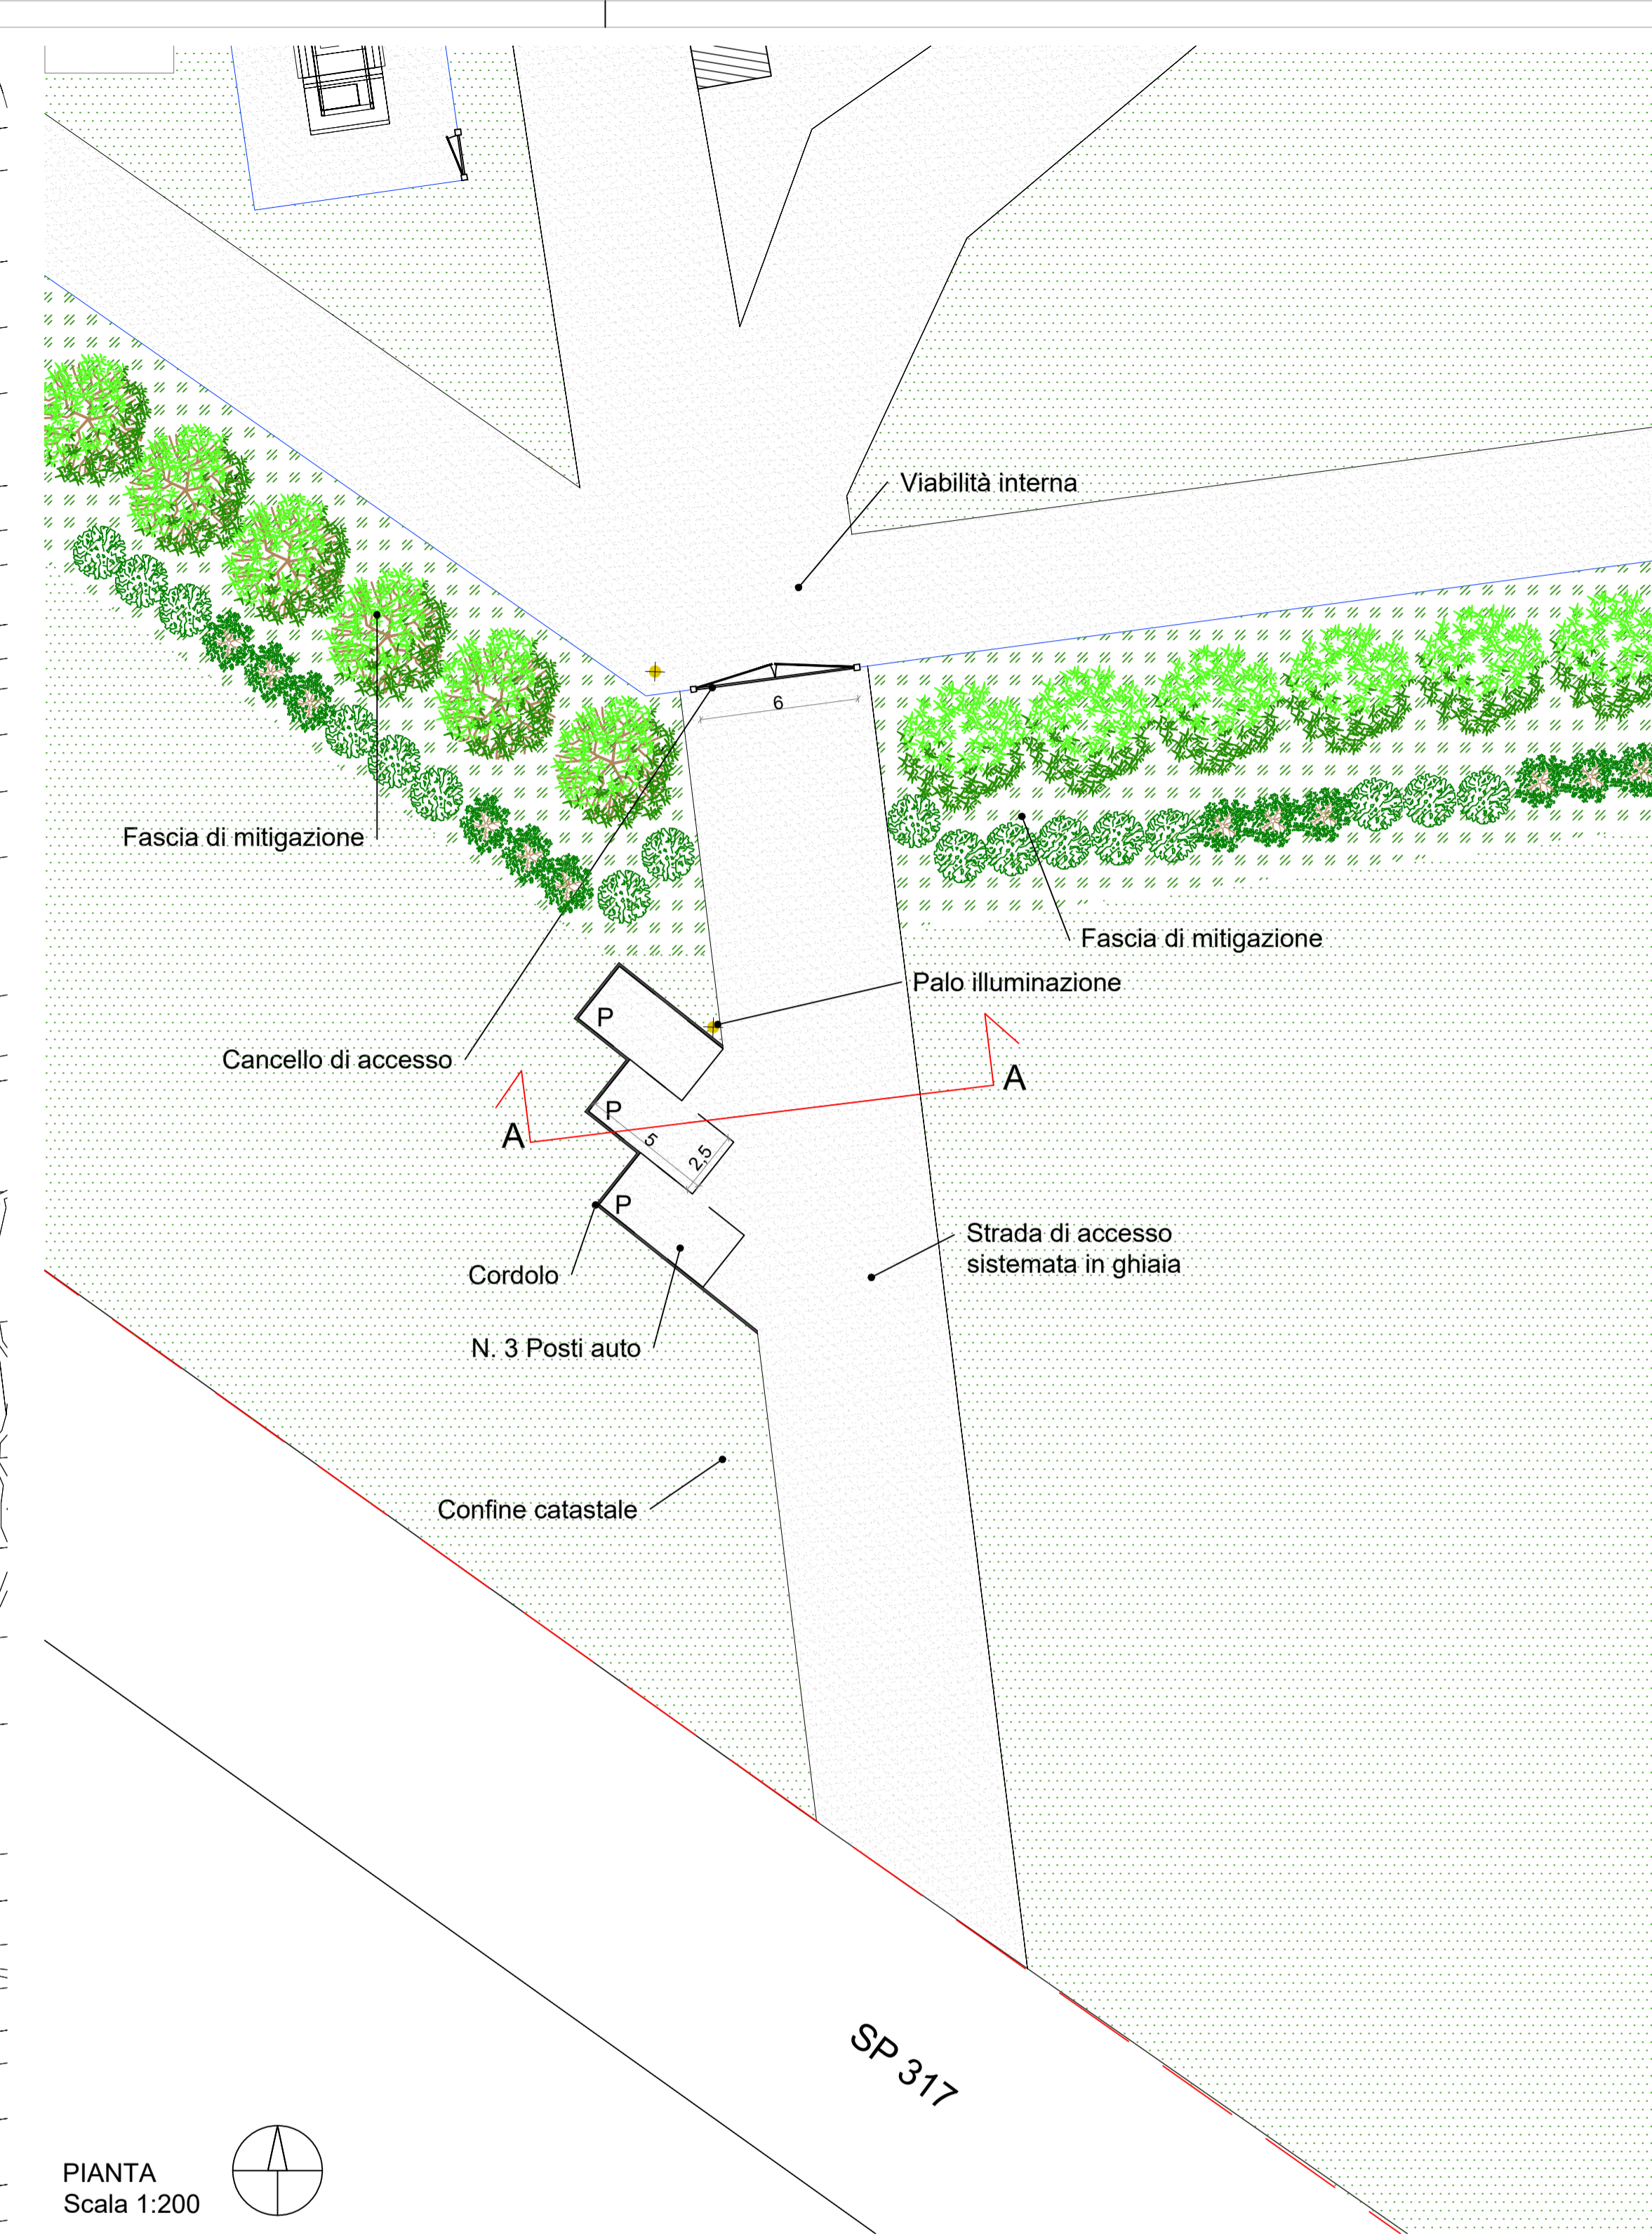 Viabilità interna
6
Fascia di mitigazione
Fascia di mitigazione
Palo illuminazione
P
Cancello di accesso
A
P
A
5
2,5
P
Strada di accesso
sistemata in ghiaia
Cordolo
N. 3 Posti auto
Confine catastale
SP 317
PIANTA
Scala 1:200